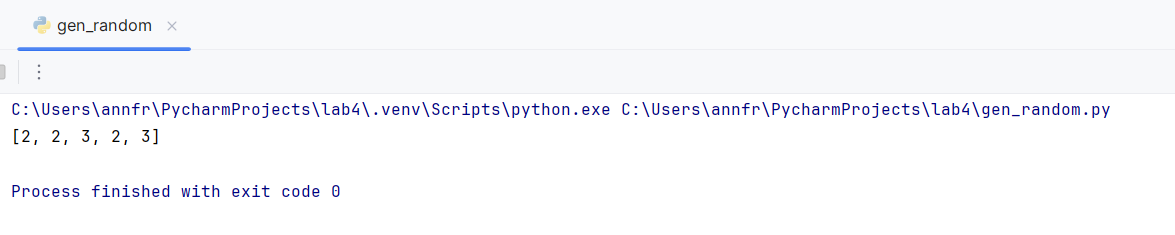 gen_random
C:\Users\annfr\PycharmProjects\lab4\.venv\Scripts\python.exe C:\Users\annfr\PycharmProjects\lab4\gen_random.py
[2, 2, 3, 2, 3]
Process finished with exit code 0